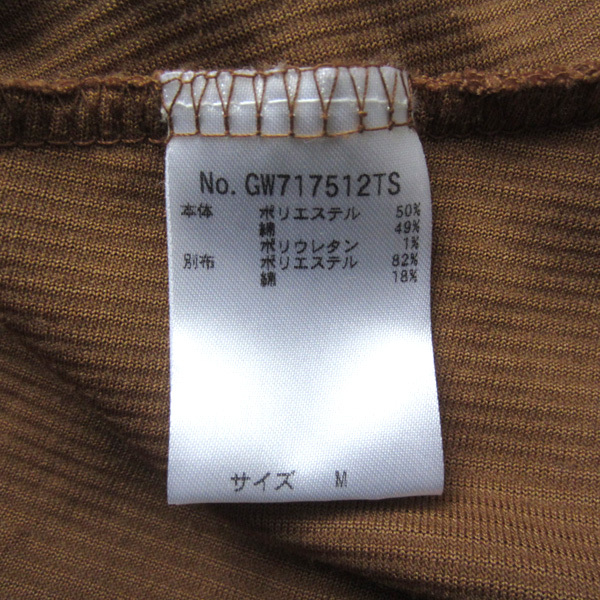 No. GW717512TS
本体 ポリエステル 50%
綿 49%
ポリウレタン 1%
別布 ポリエステル 82%
綿 18%
サイズ M